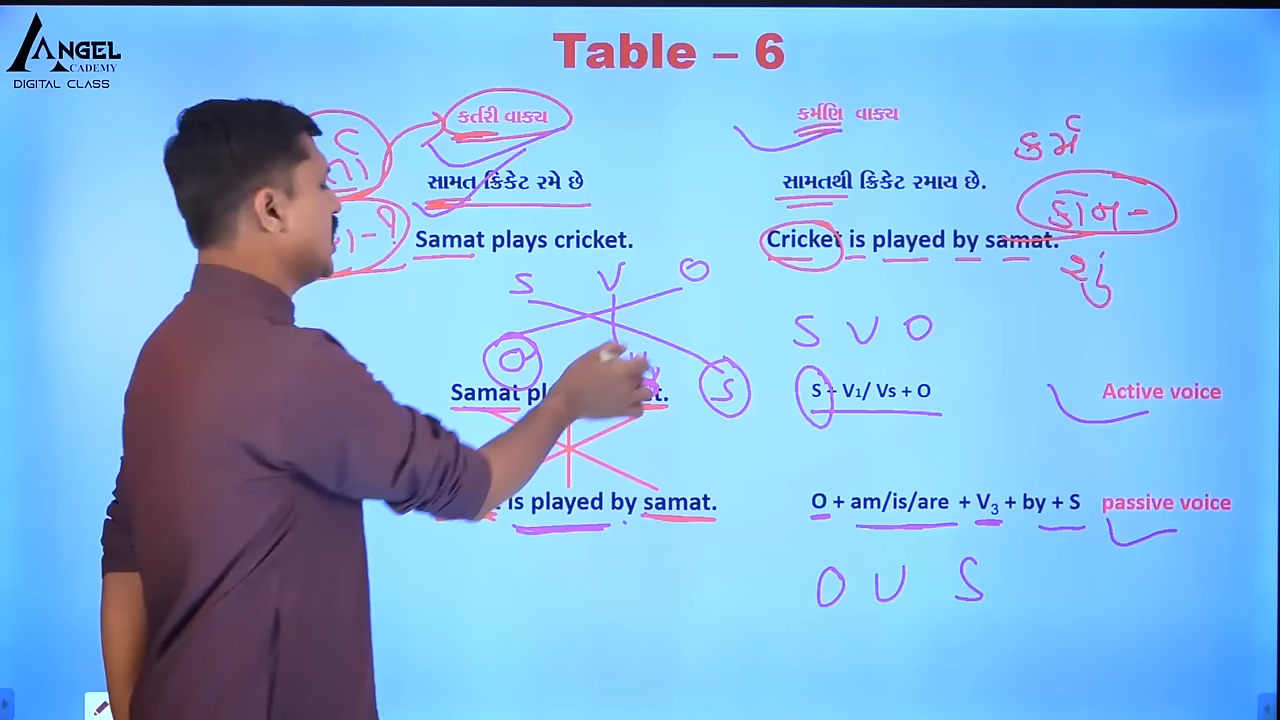 ANGEL
ACADEMY
DIGITAL CLASS
Table – 6
કર્તરી વાક્ય
કર્મણિ વાક્ય
કર્મ
સામત ક્રિકેટ રમે છે
સામતથી ક્રિકેટ રમાય છે.
કોન -
Samat plays cricket.
Cricket is played by samat.
શું
S V O
O S
S V O
Samat
S + V1/ Vs + O
Active voice
is played by samat.
O + am/is/are + V3 + by + S
passive voice
O V S